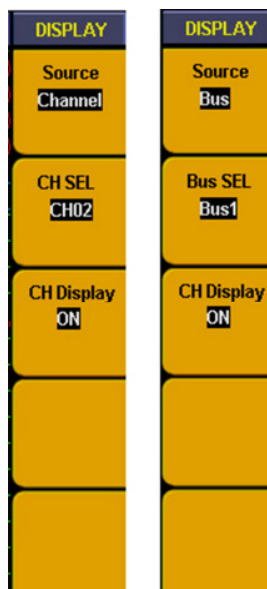 DISPLAY
Source
Channel
CH SEL
CH02
CH Display
ON
DISPLAY
Source
Bus
Bus SEL
Bus1
CH Display
ON